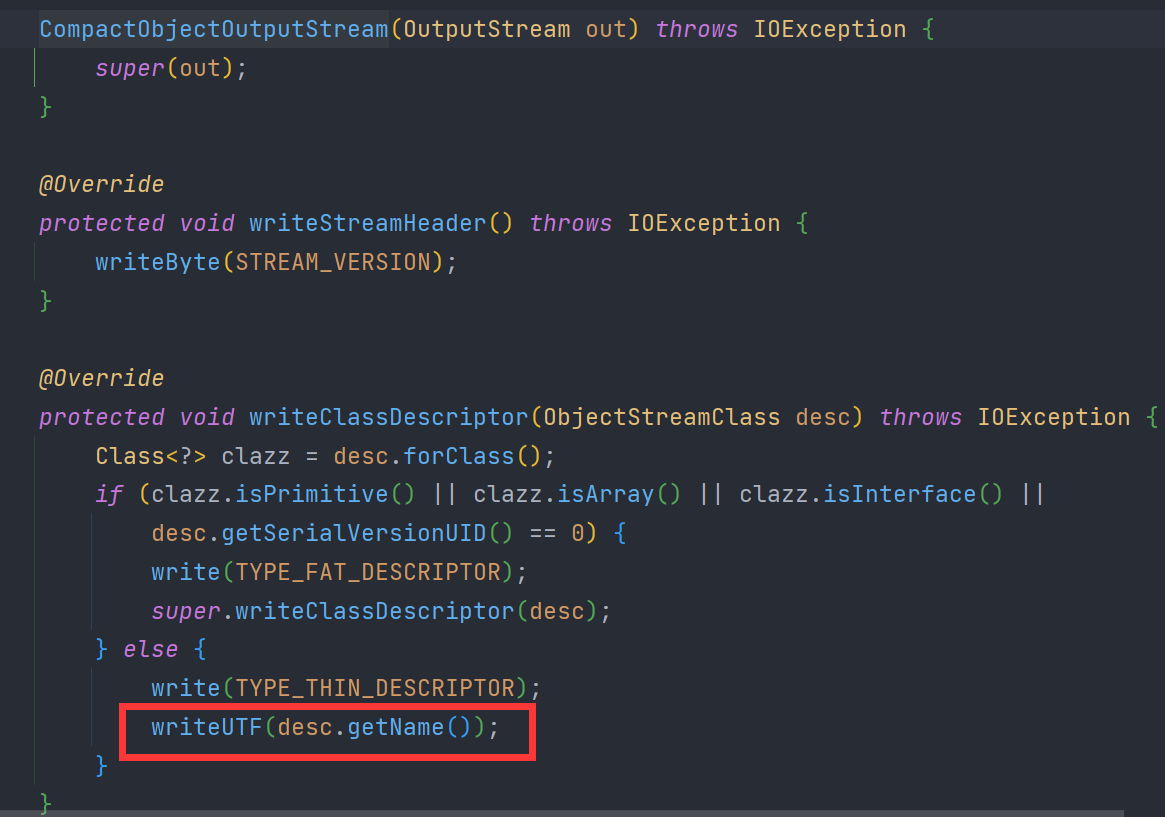 CompactObjectOutputStream(OutputStream out) throws IOException {
super(out);
}
@Override
protected void writeStreamHeader() throws IOException {
writeByte(STREAM_VERSION);
}
@Override
protected void writeClassDescriptor(ObjectStreamClass desc) throws IOException {
Class<?> clazz = desc.forClass();
if (clazz.isPrimitive() || clazz.isArray() || clazz.isInterface() ||
desc.getSerialVersionUID() == 0) {
write(TYPE_FAT_DESCRIPTOR);
super.writeClassDescriptor(desc);
} else {
write(TYPE_THIN_DESCRIPTOR);
writeUTF(desc.getName());
}
}